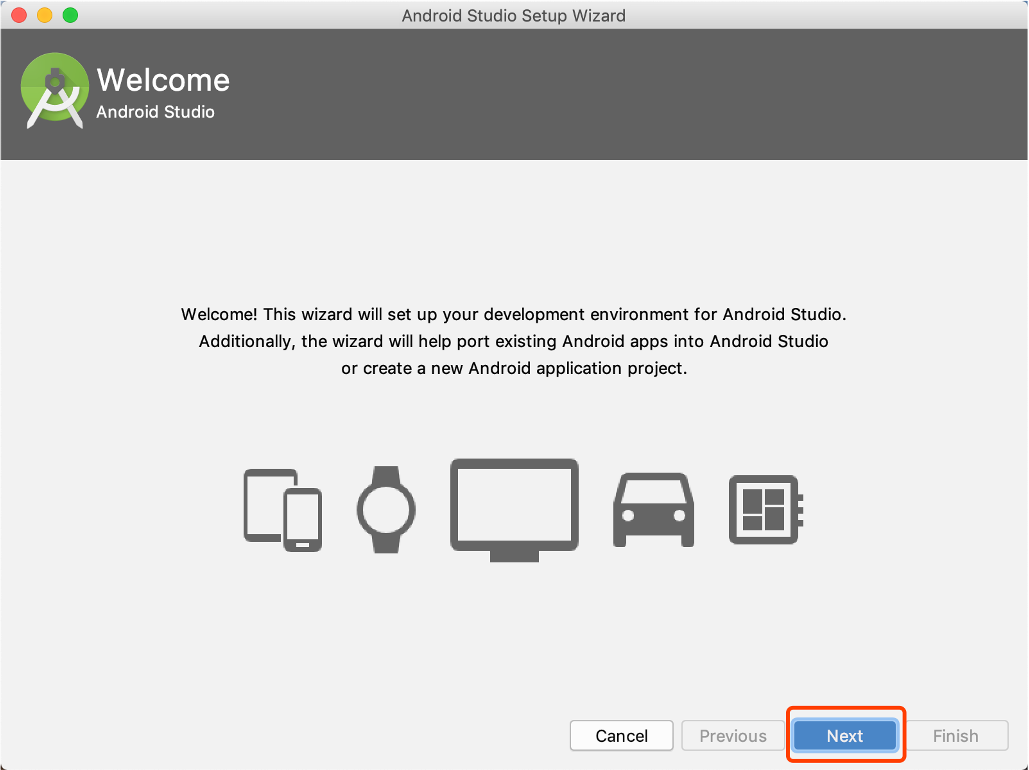 Android Studio Setup Wizard
Welcome
Android Studio
Welcome! This wizard will set up your development environment for Android Studio.
Additionally, the wizard will help port existing Android apps into Android Studio
or create a new Android application project.
Cancel Previous Next Finish